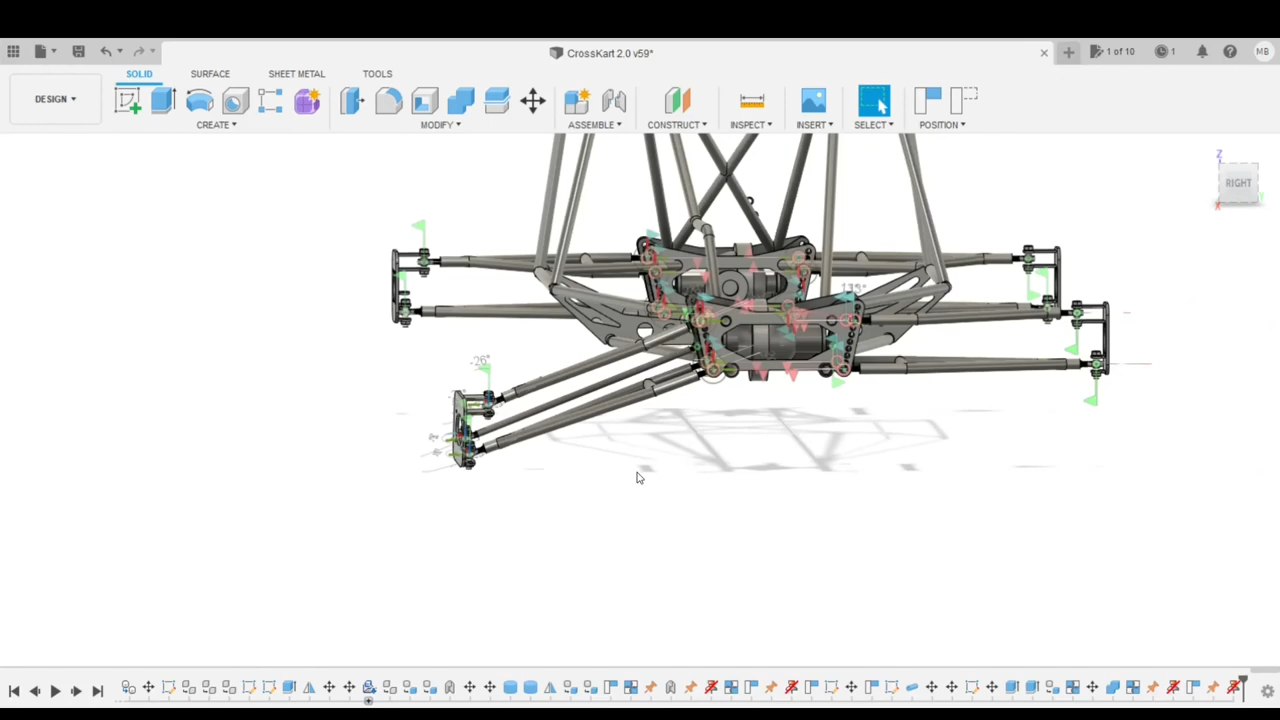 CrossKart 2.0 v59*
1 of 10
1
MB
SOLID
SURFACE
SHEET METAL
TOOLS
DESIGN
CREATE
MODIFY
ASSEMBLE
CONSTRUCT
INSPECT
INSERT
SELECT
POSITION
Z
RIGHT
X
Y
-26°